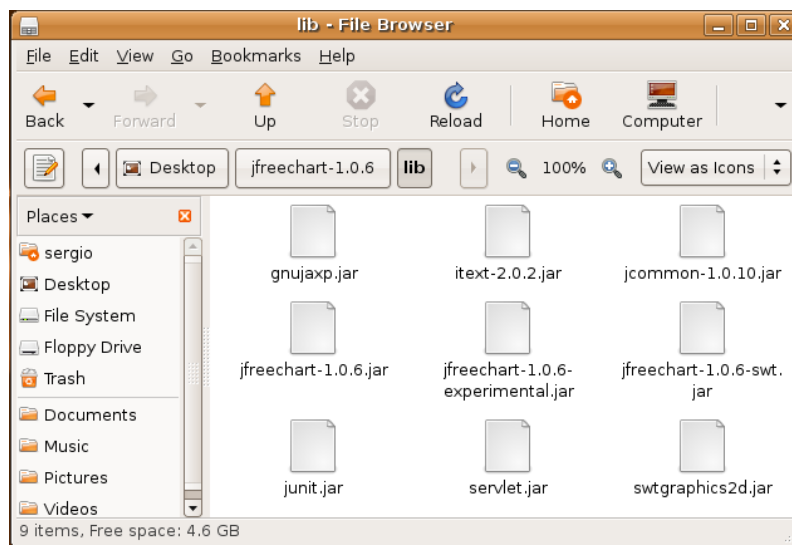 lib - File Browser
File Edit View Go Bookmarks Help
Back Forward Up Stop Reload Home Computer
Desktop jfreechart-1.0.6 lib 100% View as Icons
Places
sergio
Desktop
File System
Floppy Drive
Trash
Documents
Music
Pictures
Videos
gnujaxp.jar itext-2.0.2.jar jcommon-1.0.10.jar
jfreechart-1.0.6.jar jfreechart-1.0.6- jfreechart-1.0.6-swt.
experimental.jar jar
junit.jar servlet.jar swtgraphics2d.jar
9 items, Free space: 4.6 GB